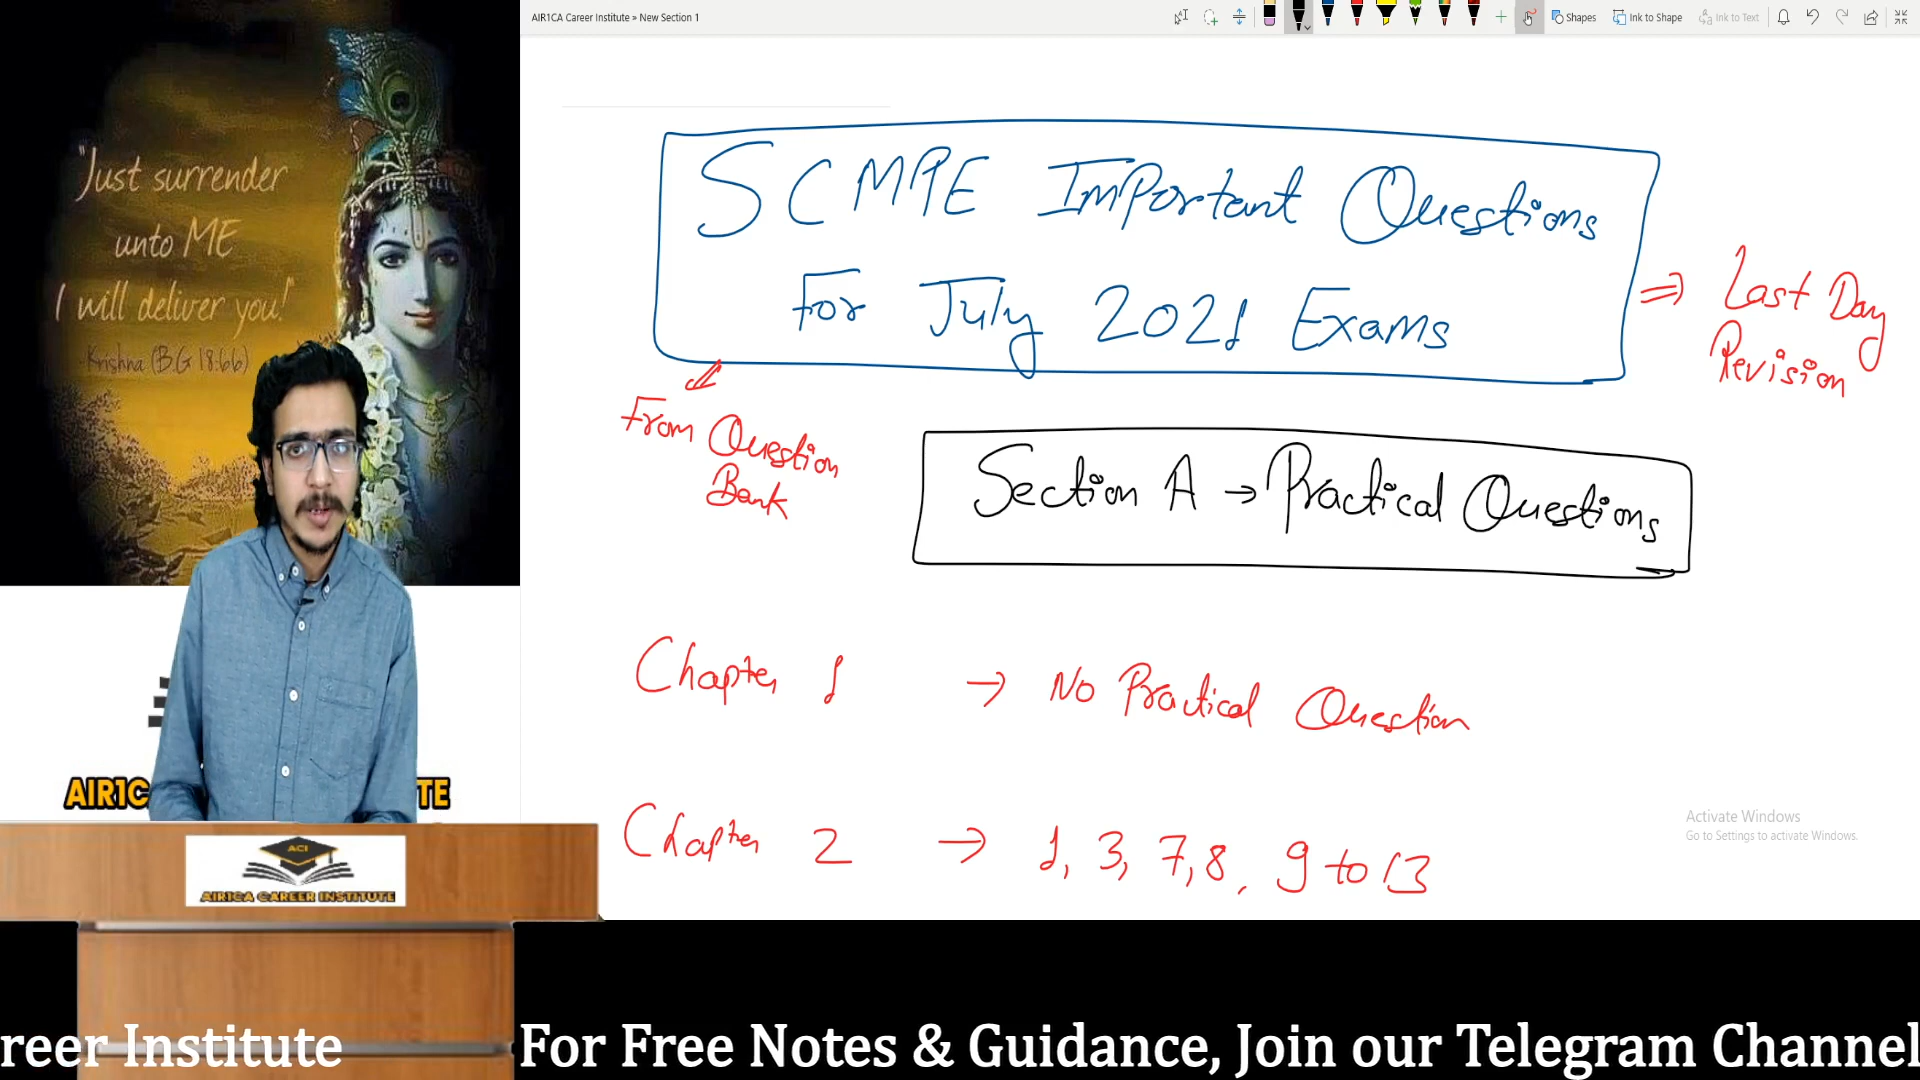 AIR1CA Career Institute » New Section 1
Shapes
Ink to Shape
Ink to Text
"Just surrender
unto ME
I will deliver you!"
- Krishna (B.G 18:66)
SCMPE Important Questions
For July 2021 Exams
⇒ Last Day
Revision
From Question
Bank
Section A → Practical Questions
Chapter 1 → No Practical Question
Chapter 2 → 1, 3, 7, 8, 9 to 13
Activate Windows
Go to Settings to activate Windows.
AIR1C
TE
ACI
AIR1CA CAREER INSTITUTE
reer Institute
For Free Notes & Guidance, Join our Telegram Channel